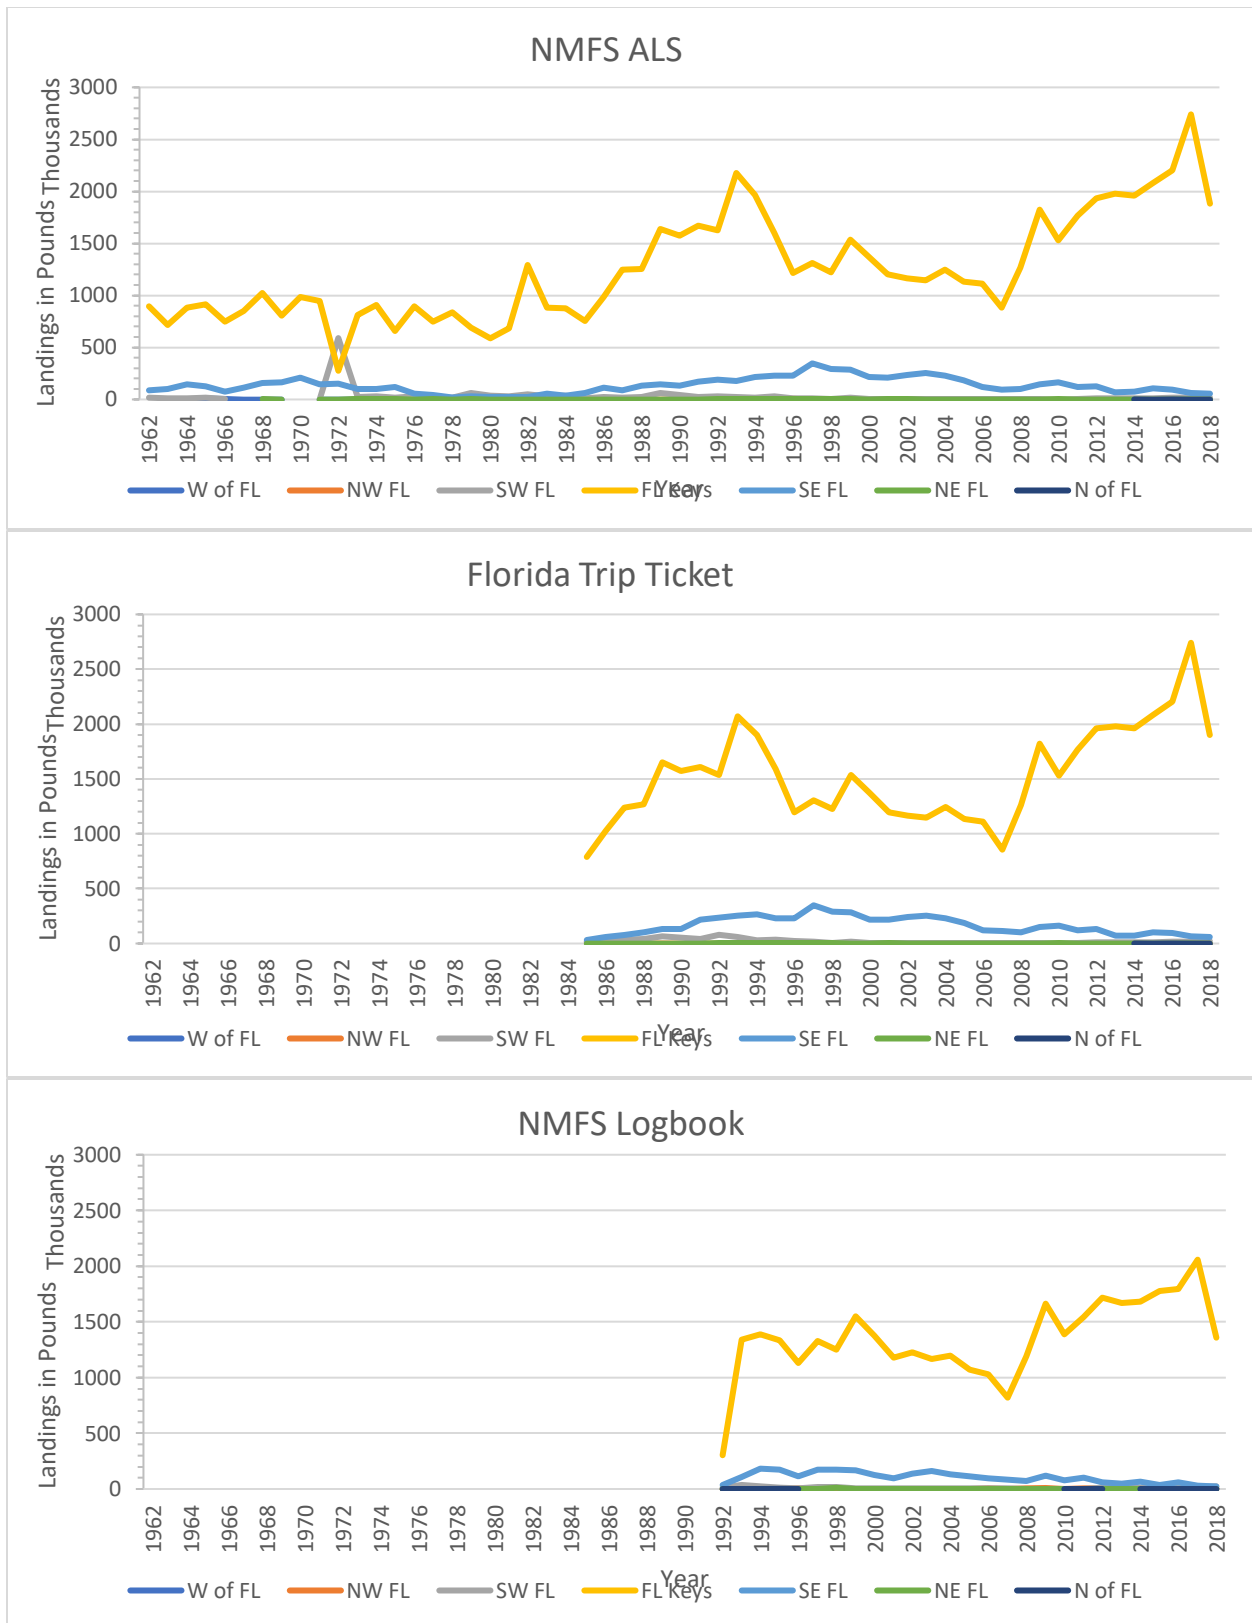 NMFS ALS
Landings in Pounds Thousands
3000
2500
2000
1500
1000
500
0
1962 1964 1966 1968 1970 1972 1974 1976 1978 1980 1982 1984 1986 1988 1990 1992 1994 1996 1998 2000 2002 2004 2006 2008 2010 2012 2014 2016 2018
Year
W of FL NW FL SW FL FL Keys SE FL NE FL N of FL
Florida Trip Ticket
Landings in Pounds Thousands
3000
2500
2000
1500
1000
500
0
1962 1964 1966 1968 1970 1972 1974 1976 1978 1980 1982 1984 1986 1988 1990 1992 1994 1996 1998 2000 2002 2004 2006 2008 2010 2012 2014 2016 2018
Year
W of FL NW FL SW FL FL Keys SE FL NE FL N of FL
NMFS Logbook
Landings in Pounds Thousands
3000
2500
2000
1500
1000
500
0
1962 1964 1966 1968 1970 1972 1974 1976 1978 1980 1982 1984 1986 1988 1990 1992 1994 1996 1998 2000 2002 2004 2006 2008 2010 2012 2014 2016 2018
Year
W of FL NW FL SW FL FL Keys SE FL NE FL N of FL